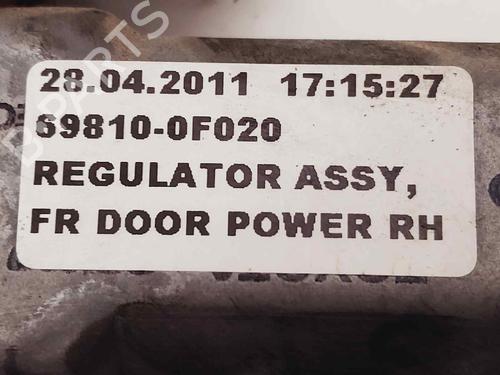 28.04.2011 17:15:27
69810-0F020
REGULATOR ASSY,
FR DOOR POWER RH